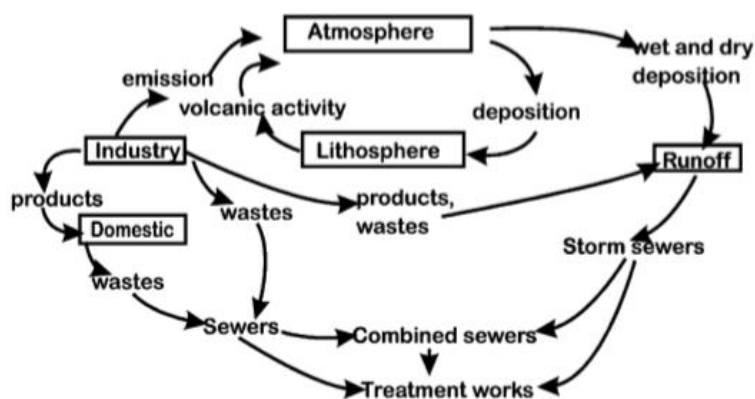 Atmosphere
wet and dry
deposition
emission
volcanic activity
deposition
Industry
Lithosphere
Runoff
products
wastes
products,
wastes
Domestic
Storm sewers
wastes
Sewers
Combined sewers
Treatment works